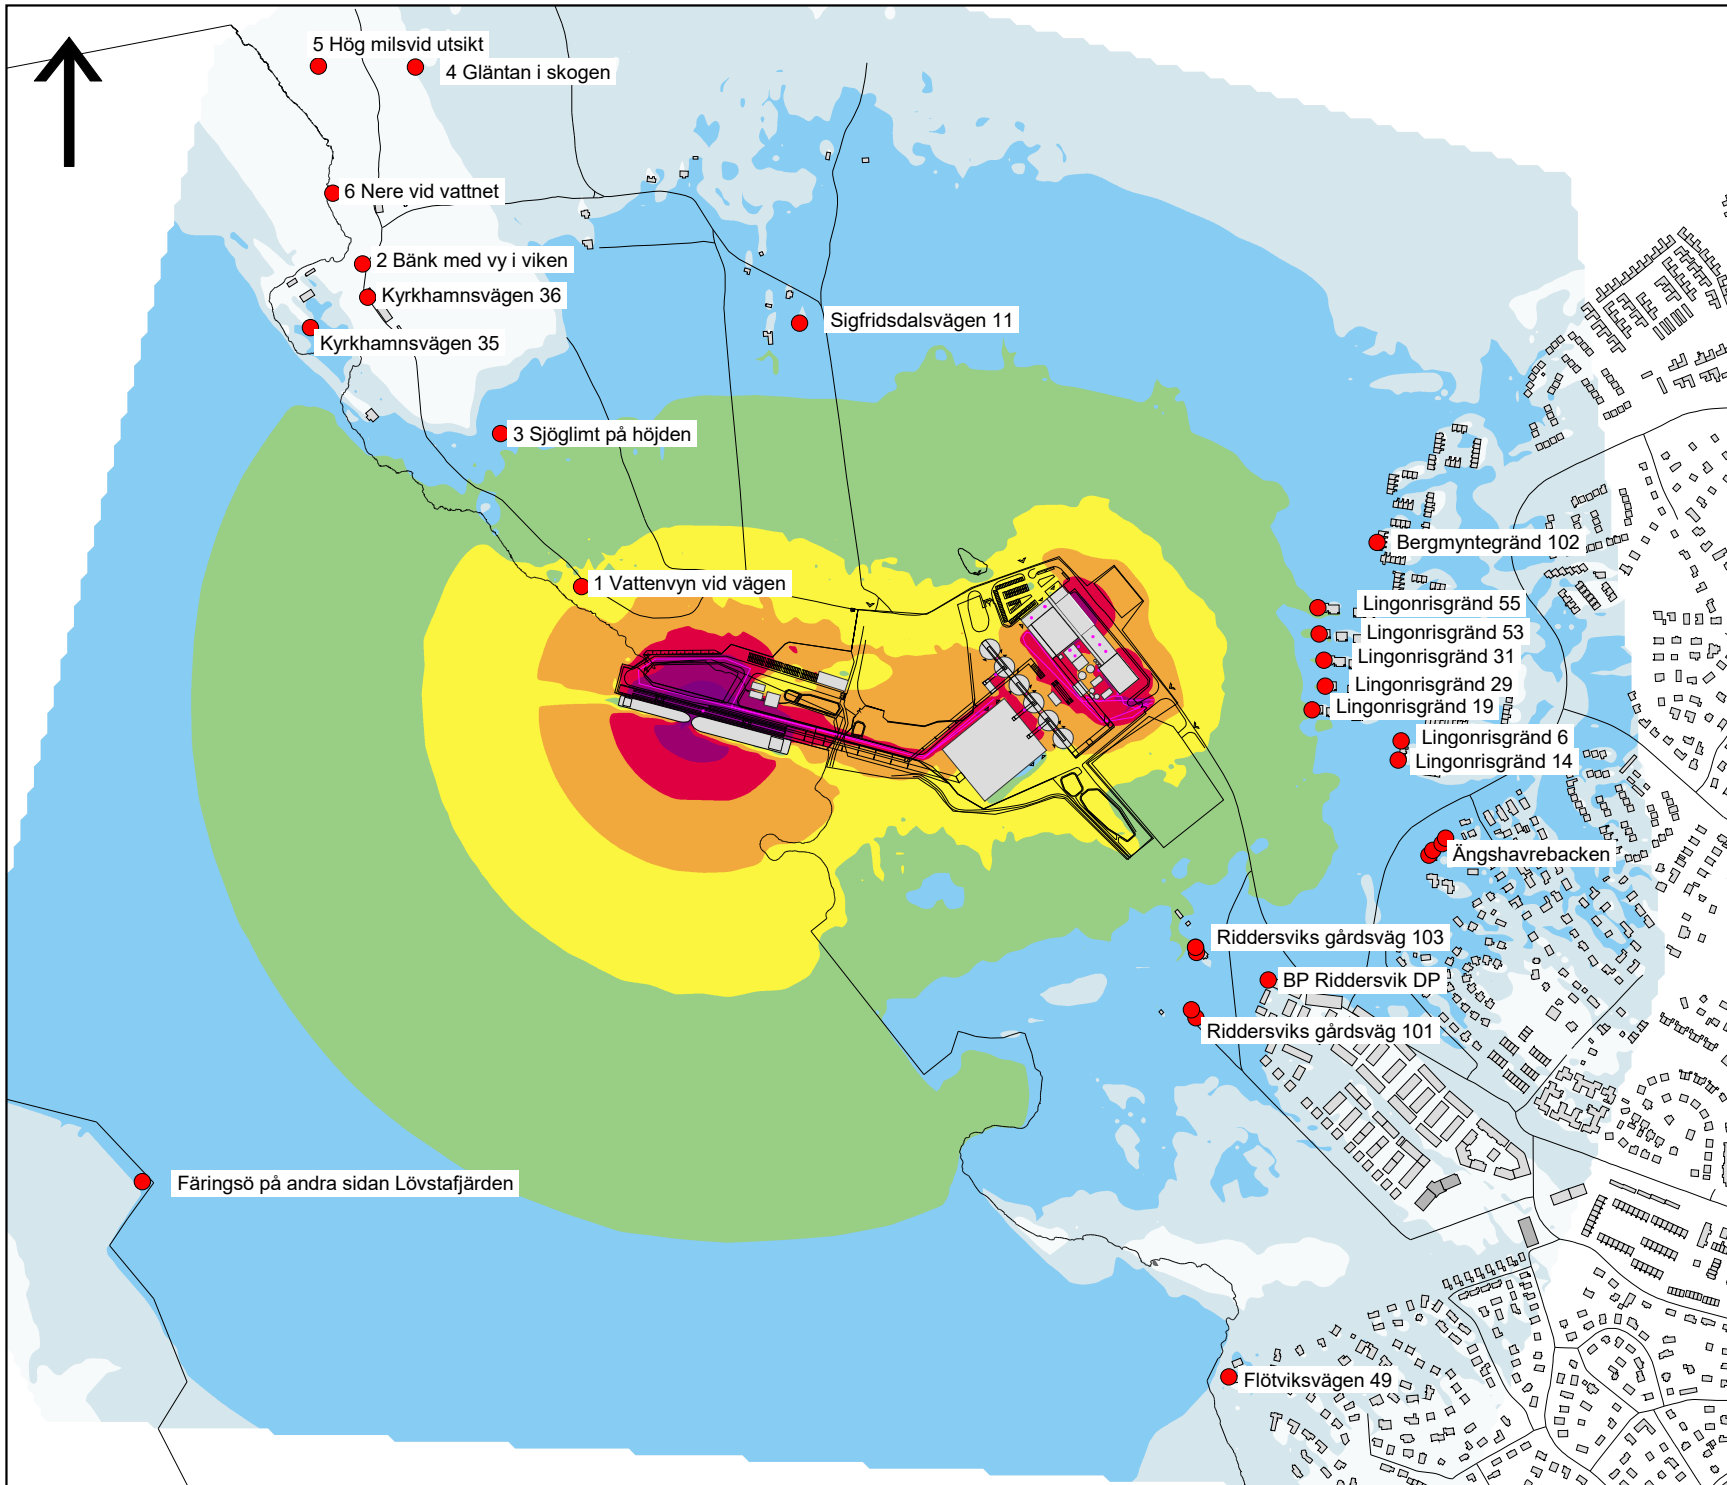 5 Hög milsvid utsikt
4 Gläntan i skogen
6 Nere vid vattnet
2 Bänk med vy i viken
Kyrkhamnsvägen 36
Kyrkhamnsvägen 35
Sigfridsdalsvägen 11
3 Sjöglimt på höjden
1 Vattenvyn vid vägen
Bergmyntegränd 102
Lingonrisgränd 55
Lingonrisgränd 53
Lingonrisgränd 31
Lingonrisgränd 29
Lingonrisgränd 19
Lingonrisgränd 6
Lingonrisgränd 14
Ängshavrebacken
Riddersviks gårdsväg 103
BP Riddersvik DP
Riddersviks gårdsväg 101
Färingsö på andra sidan Lövstafjärden
Flötviksvägen 49